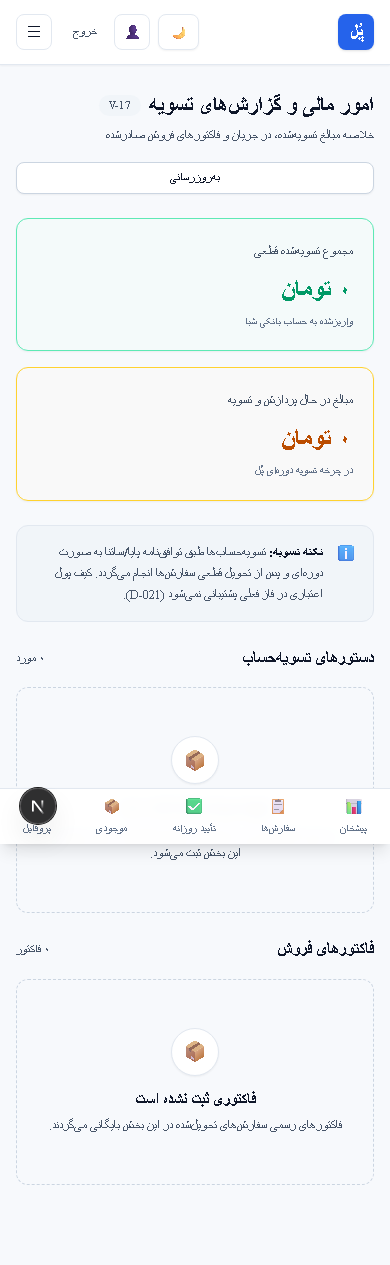 پُل
خروج
امور مالی و گزارش‌های تسویه
V-17
خلاصه مبالغ تسویه‌شده، در جریان و فاکتورهای فروش صادرشده
به‌روزرسانی
مجموع تسویه‌شده قطعی
۰ تومان
واریزشده به حساب بانکی شبا
مبالغ در حال پردازش و تسویه
۰ تومان
در چرخه تسویه دوره‌ای پُل
نکته تسویه: تسویه‌حساب‌ها طبق توافق‌نامه پایا/ساتنا به صورت
دوره‌ای و پس از تحویل قطعی سفارش‌ها انجام می‌گردد. کیف پول
اعتباری در فاز فعلی پشتیبانی نمی‌شود (D-021).
دستورهای تسویه‌حساب
۰ مورد
پیشخان
سفارش‌ها
تأیید روزانه
موجودی
پروفایل
N
این بخش ثبت می‌شود.
فاکتورهای فروش
۰ فاکتور
فاکتوری ثبت نشده است
فاکتورهای رسمی سفارش‌های تحویل‌شده در این بخش بایگانی می‌گردند.